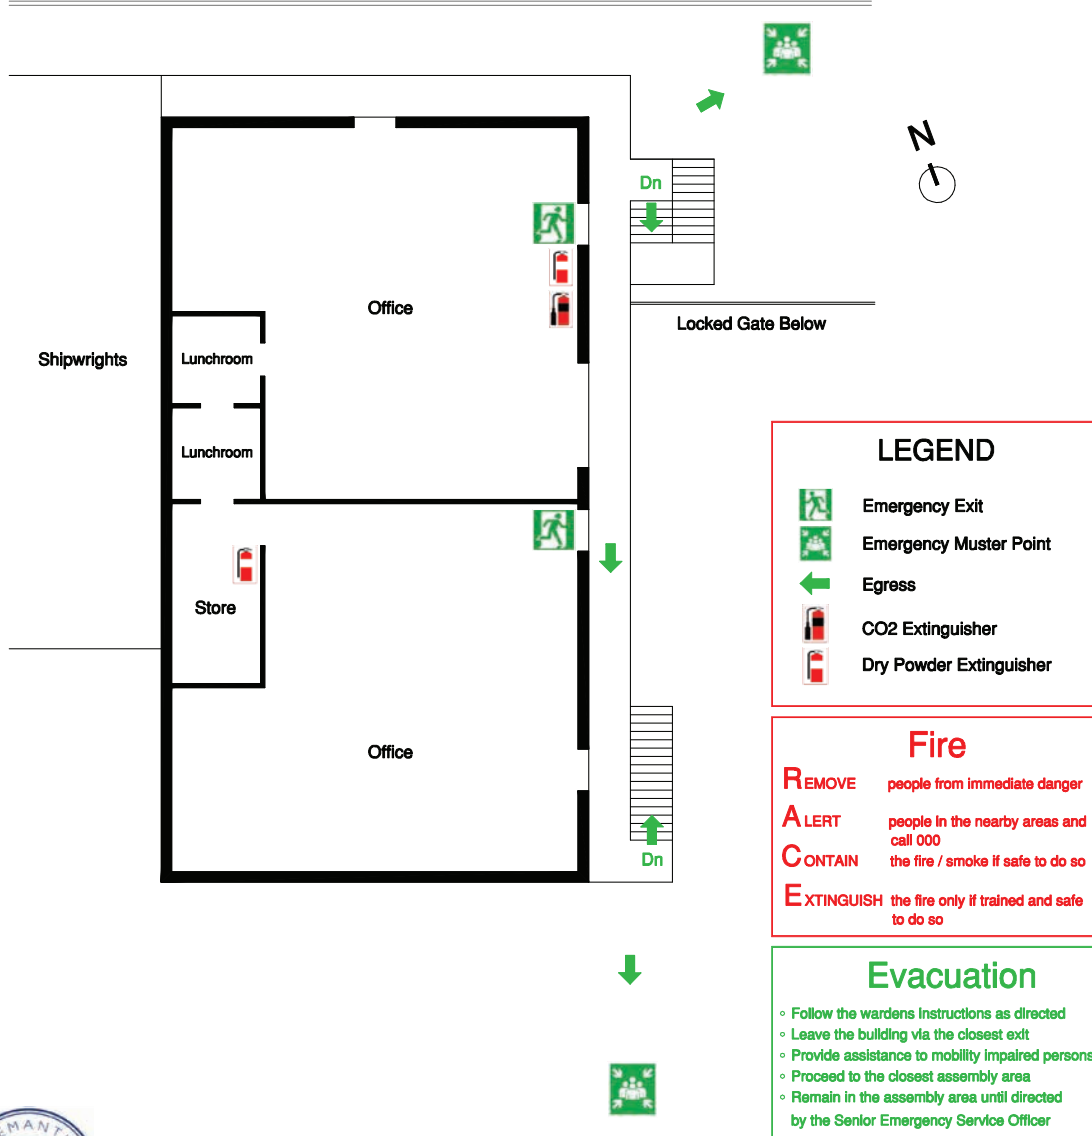 N
Dn
Office
Locked Gate Below
Shipwrights
Lunchroom
Lunchroom
Store
Office
Dn
LEGEND
Emergency Exit
Emergency Muster Point
Egress
CO2 Extinguisher
Dry Powder Extinguisher
Fire
REMOVE people from immediate danger
ALERT people in the nearby areas and
call 000
CONTAIN the fire / smoke if safe to do so
EXTINGUISH the fire only if trained and safe
to do so
Evacuation
◦ Follow the wardens instructions as directed
◦ Leave the building via the closest exit
◦ Provide assistance to mobility impaired persons
◦ Proceed to the closest assembly area
◦ Remain in the assembly area until directed
by the Senior Emergency Service Officer